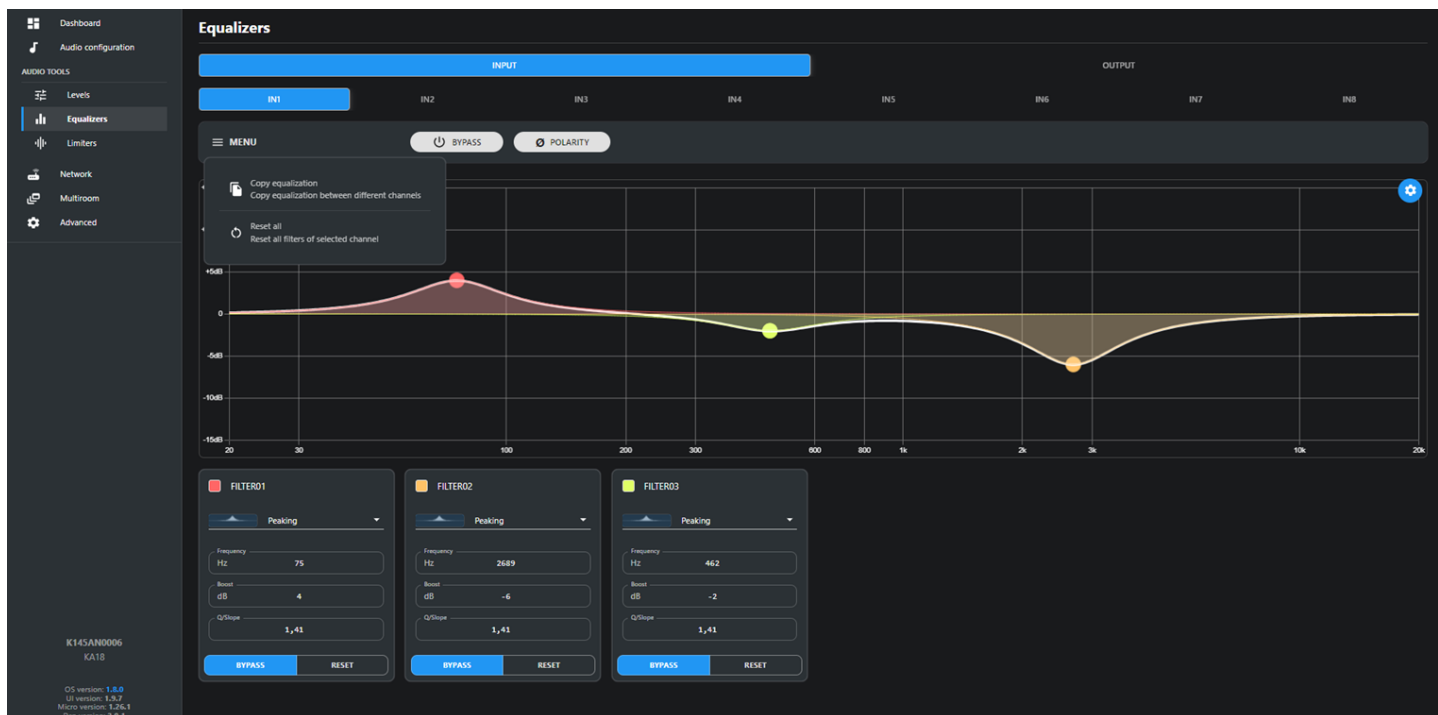 Dashboard
Audio configuration
AUDIO TOOLS
Levels
Equalizers
Limiters
Network
Multiroom
Advanced
K145AN0006
KA18
OS version: 1.8.0
UI version: 1.9.7
Micro version: 1.26.1
Equalizers
INPUT OUTPUT
IN1 IN2 IN3 IN4 IN5 IN6 IN7 IN8
MENU BYPASS POLARITY
Copy equalization
Copy equalization between different channels
Reset all
Reset all filters of selected channel
+5dB
0
-5dB
-10dB
-15dB
20 30 100 200 300 600 800 1k 2k 3k 10k 20k
FILTER01
Peaking
Frequency
Hz 75
Boost
dB 4
Q/Slope
1,41
BYPASS RESET
FILTER02
Peaking
Frequency
Hz 2689
Boost
dB -6
Q/Slope
1,41
BYPASS RESET
FILTER03
Peaking
Frequency
Hz 462
Boost
dB -2
Q/Slope
1,41
BYPASS RESET